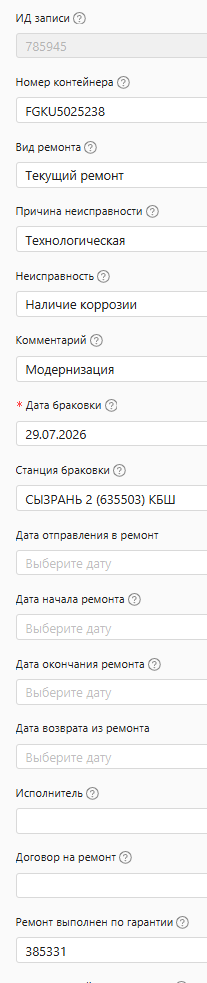 ИД записи
785945
Номер контейнера
FGKU5025238
Вид ремонта
Текущий ремонт
Причина неисправности
Технологическая
Неисправность
Наличие коррозии
Комментарий
Модернизация
* Дата браковки
29.07.2026
Станция браковки
СЫЗРАНЬ 2 (635503) КБШ
Дата отправления в ремонт
Выберите дату
Дата начала ремонта
Выберите дату
Дата окончания ремонта
Выберите дату
Дата возврата из ремонта
Выберите дату
Исполнитель
Договор на ремонт
Ремонт выполнен по гарантии
385331